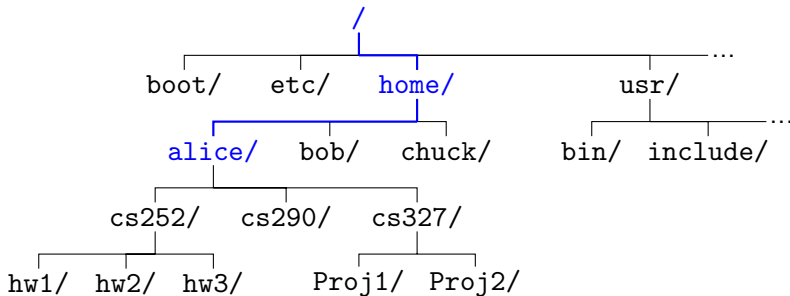 /
boot/ etc/ home/ usr/ ...
alice/ bob/ chuck/ bin/ include/ ...
cs252/ cs290/ cs327/
hw1/ hw2/ hw3/ Proj1/ Proj2/